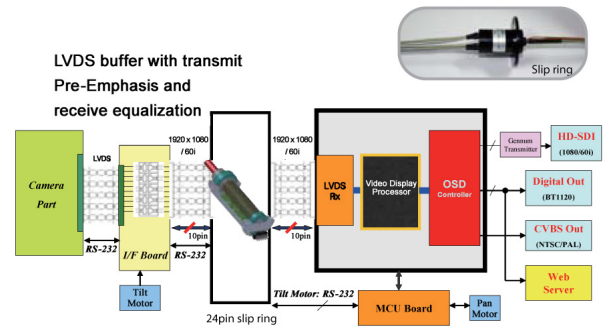 LVDS buffer with transmit
Pre-Emphasis and
receive equalization
Slip ring
1920 x 1080
/ 60i
1920 x 1080
/ 60i
LVDS
Camera
Part
LVDS
Rx
Video Display
Processor
OSD
Controller
Gennum
Transmitter
HD-SDI
(1080/60i)
Digital Out
(BT1120)
CVBS Out
(NTSC/PAL)
Web
Server
10pin
10pin
RS-232
I/F Board
RS-232
Tilt
Motor
24pin slip ring
Tilt Motor: RS-232
MCU Board
Pan
Motor